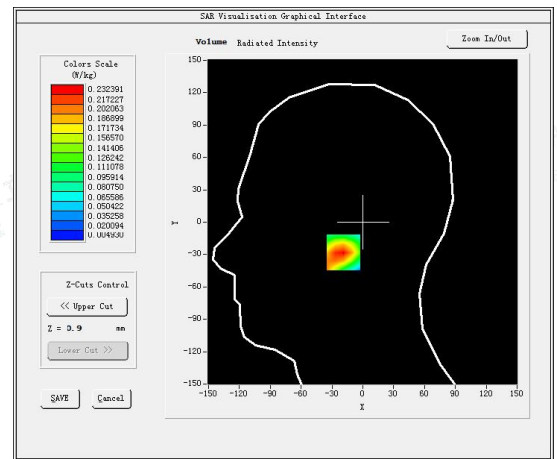 SAR Visualisation Graphical Interface
Volume Radiated Intensity
Zoom In/Out
Colors Scale
(W/kg)
0.232391
0.217227
0.202063
0.186899
0.171734
0.156570
0.141406
0.126242
0.111078
0.095914
0.080750
0.065586
0.050422
0.035258
0.020094
0.004930
Z-Cuts Control
<< Upper Cut
Z = 0.9 mm
Lower Cut >>
SAVE Cancel
150
120
90
60
30
0
-30
-60
-90
-120
-150
Y
-150 -120 -90 -60 -30 0 30 60 90 120 150
X